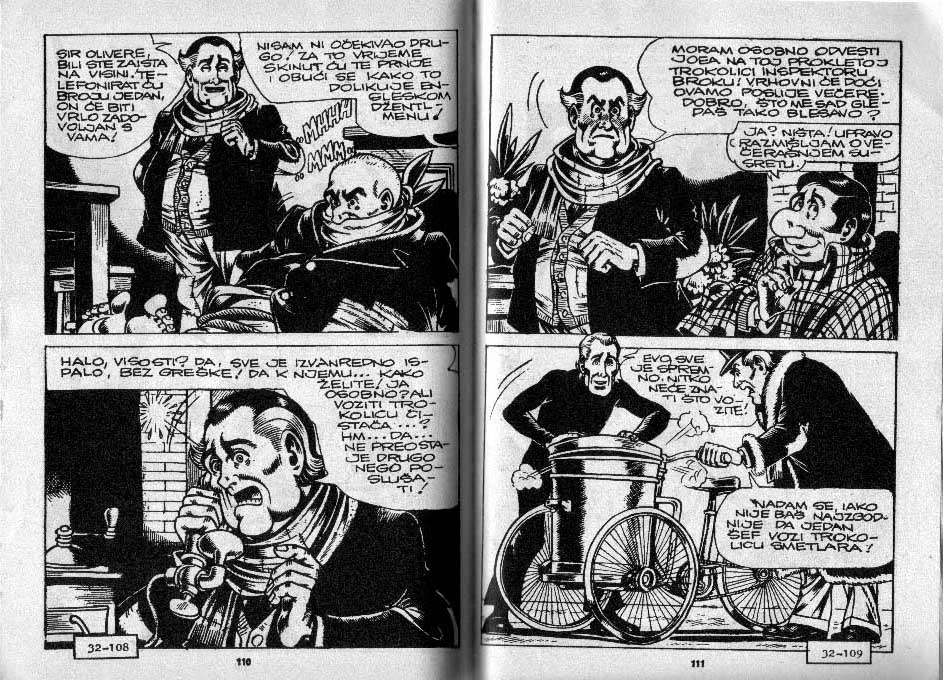 SIR OLIVERE,
BILI STE ZAISTA
NA VISINI. TE-
LEFONIRAT ĆU
BROJU JEDAN,
ON ĆE BITI
VRLO ZADO-
VOLJAN S
VAMA!
NISAM NI OČEKIVAO DRU-
GO! ZA TO VRIJEME
SKINUT ĆU TE PRNJE
I OBUĆI SE KAKO TO
DOLIKUJE EN-
GLESKOM
DŽENTL-
MENU!
"MHHH
"MMM"
HALO, VISOSTI? DA, SVE JE IZVANREDNO IS-
PALO, BEZ GREŠKE! DA K NJEMU... KAKO
ŽELITE! JA
OSOBNO? ALI
VOZITI TRO-
KOLICU ČI-
STAČA ...?
HM... DA...
NE PREOSTA-
JE DRUGO
NEGO PO-
SLUŠA-
TI!
32-108
110
MORAM OSOBNO ODVESTI
JOEA NA TOJ PROKLETOJ
TROKOLICI INSPEKTORU
BROKU! VRHOVNI ĆE DOĆI
OVAMO POSLIJE VEČERE.
DOBRO, ŠTO ME SAD GLE-
DAŠ TAKO BLESAVO?
JA? NIŠTA! UPRAVO
RAZMIŠLJAM O VE-
ČERAŠNJEM SU-
SRETU!
EVO, SVE
JE SPREM-
NO. NITKO
NEĆE ZNA-
TI ŠTO VO-
ZITE!
NADAM SE, IAKO
NIJE BAŠ NAJZGOD-
NIJE DA JEDAN
ŠEF VOZI TROKO-
LICU SMETLARA!
111
32-109